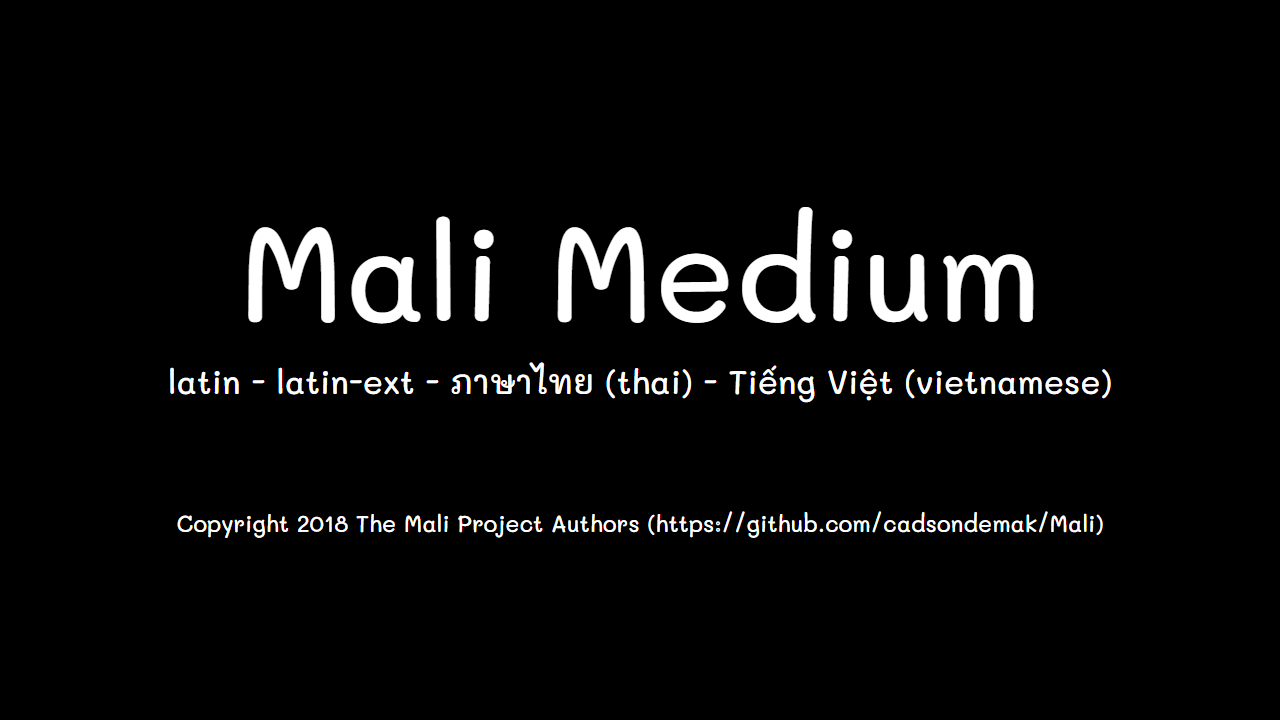 Mali Medium
latin - latin-ext - ภาษาไทย (thai) - Tiếng Việt (vietnamese)
Copyright 2018 The Mali Project Authors (https://github.com/cadsondemak/Mali)